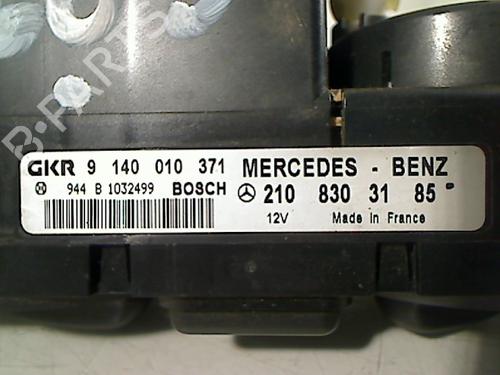 GKR 9 140 010 371 MERCEDES - BENZ
944 B 1032499 BOSCH 210 830 31 85
12V Made in France
B-PARTS